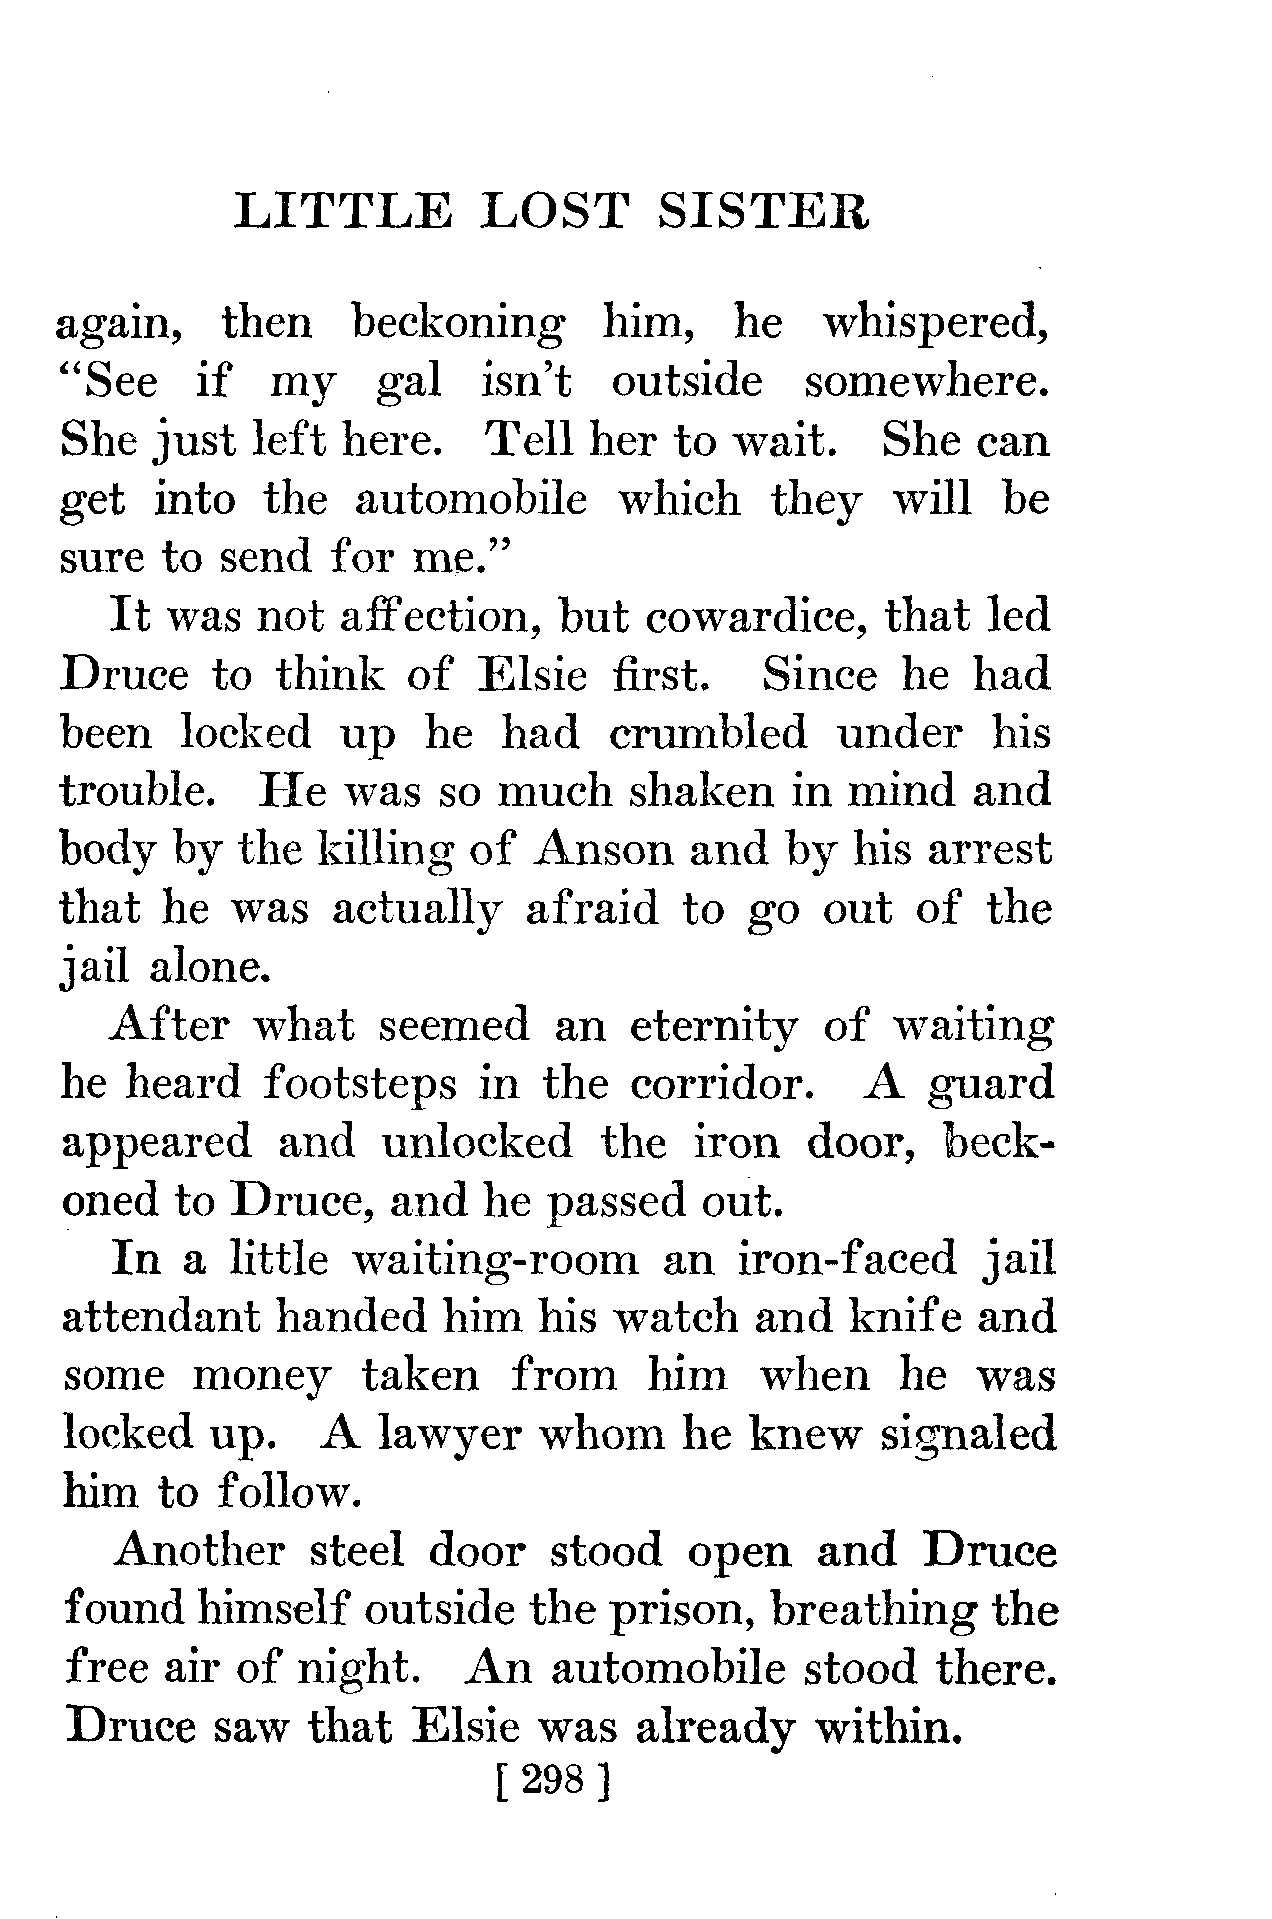 LITTLE LOST SISTER
again, then beckoning him, he whispered,
“See if my gal isn’t outside somewhere.
She just left here. Tell her to wait. She can
get into the automobile which they will be
sure to send for me.”
It was not affection, but cowardice, that led
Druce to think of Elsie first. Since he had
been locked up he had crumbled under his
trouble. He was so much shaken in mind and
body by the killing of Anson and by his arrest
that he was actually afraid to go out of the
jail alone.
After what seemed an eternity of waiting
he heard footsteps in the corridor. A guard
appeared and unlocked the iron door, beck-
oned to Druce, and he passed out.
In a little waiting-room an iron-faced jail
attendant handed him his watch and knife and
some money taken from him when he was
locked up. A lawyer whom he knew signaled
him to follow.
Another steel door stood open and Druce
found himself outside the prison, breathing the
free air of night. An automobile stood there.
Druce saw that Elsie was already within.
[ 298 ]